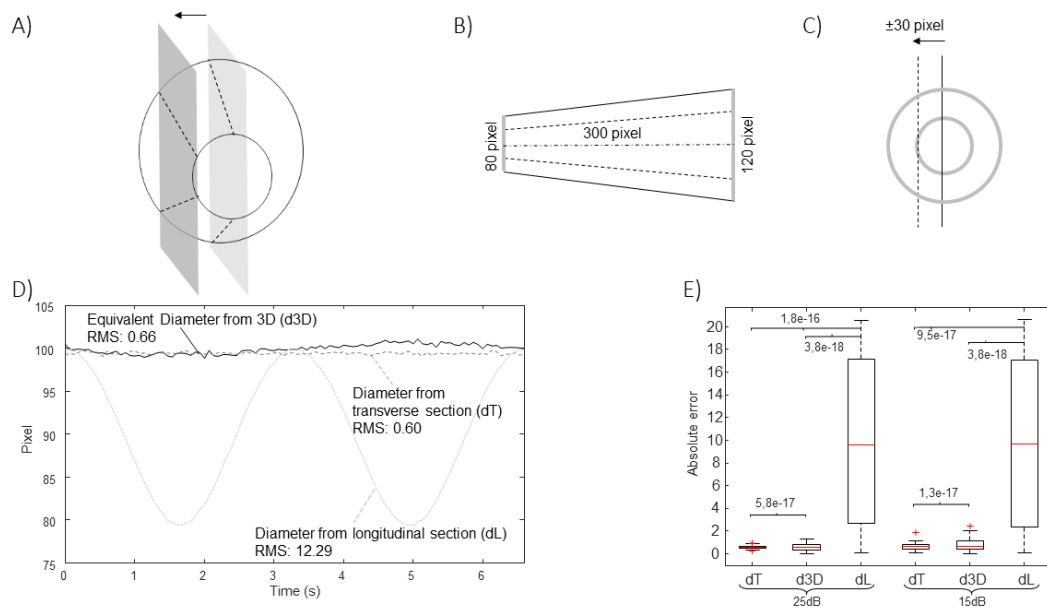 A)
B)
C)
±30 pixel
80 pixel
300 pixel
120 pixel
D)
105
100
95
90
85
80
75
Pixel
0
1
2
3
4
5
6
Time (s)
Equivalent Diameter from 3D (d3D)
RMS: 0.66
Diameter from
transverse section (dT)
RMS: 0.60
Diameter from longitudinal section (dL)
RMS: 12.29
E)
20
18
16
14
12
10
8
6
4
2
0
Absolute error
1,8e-16
3,8e-18
5,8e-17
9,5e-17
3,8e-18
1,3e-17
dT
d3D
dL
dT
d3D
dL
25dB
15dB